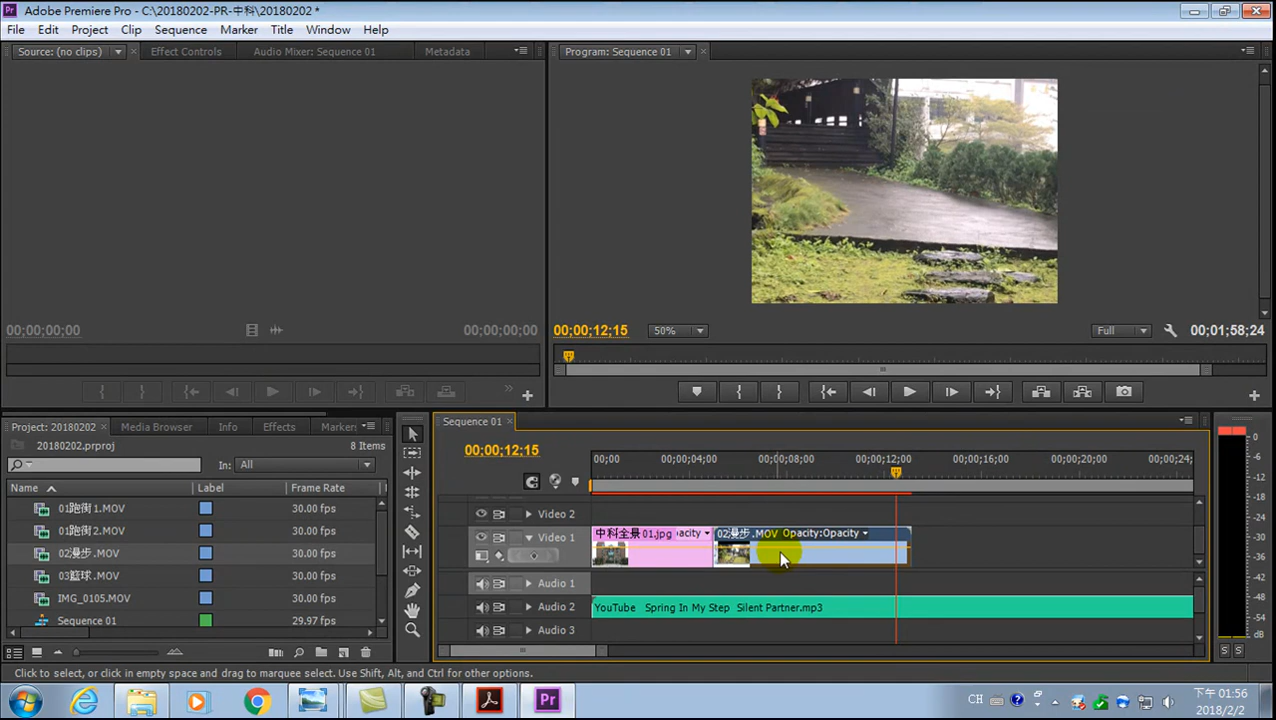 Adobe Premiere Pro - C:\20180202-PR-中科\20180202 *
File Edit Project Clip Sequence Marker Title Window Help
Source: (no clips) Effect Controls Audio Mixer: Sequence 01 Metadata
Program: Sequence 01
00;00;00;00 00;00;00;00
00;00;12;15 50% Full 00;01;58;24
Project: 20180202 Media Browser Info Effects Markers
20180202.prproj 8 Items
In: All
Name Label Frame Rate
01跑街1.MOV 30.00 fps
01跑街2.MOV 30.00 fps
02漫步.MOV 30.00 fps
03籃球.MOV 30.00 fps
IMG_0105.MOV 30.00 fps
Sequence 01 29.97 fps
Sequence 01
00;00;12;15
00;00 00;00;04;00 00;00;08;00 00;00;12;00 00;00;16;00 00;00;20;00 00;00;24;
Video 2
Video 1
中科全景01.jpg acity
02漫步.MOV Opacity:Opacity
Audio 1
Audio 2
YouTube Spring In My Step Silent Partner.mp3
Audio 3
0
-6
-12
-18
-24
-30
-36
-42
-48
-54
S S
Click to select, or click in empty space and drag to marquee select. Use Shift, Alt, and Ctrl for other options.
CH
下午 01:56
2018/2/2